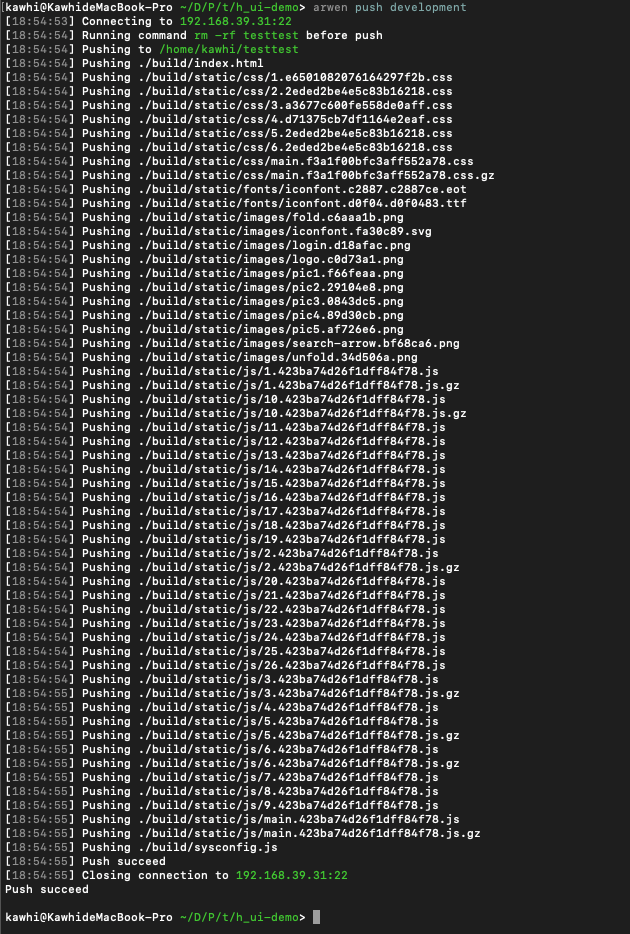 [kawhi@KawhideMacBook-Pro ~/D/P/t/h_ui-demo> arwen push development
[18:54:53] Connecting to 192.168.39.31:22
[18:54:54] Running command rm -rf testtest before push
[18:54:54] Pushing to /home/kawhi/testtest
[18:54:54] Pushing ./build/index.html
[18:54:54] Pushing ./build/static/css/1.e6501082076164297f2b.css
[18:54:54] Pushing ./build/static/css/2.2eded2be4e5c83b16218.css
[18:54:54] Pushing ./build/static/css/3.a3677c600fe558de0aff.css
[18:54:54] Pushing ./build/static/css/4.d71375cb7df1164e2eaf.css
[18:54:54] Pushing ./build/static/css/5.2eded2be4e5c83b16218.css
[18:54:54] Pushing ./build/static/css/6.2eded2be4e5c83b16218.css
[18:54:54] Pushing ./build/static/css/main.f3a1f00bfc3aff552a78.css
[18:54:54] Pushing ./build/static/css/main.f3a1f00bfc3aff552a78.css.gz
[18:54:54] Pushing ./build/static/fonts/iconfont.c2887.c2887ce.eot
[18:54:54] Pushing ./build/static/fonts/iconfont.d0f04.d0f0483.ttf
[18:54:54] Pushing ./build/static/images/fold.c6aaa1b.png
[18:54:54] Pushing ./build/static/images/iconfont.fa30c89.svg
[18:54:54] Pushing ./build/static/images/login.d18afac.png
[18:54:54] Pushing ./build/static/images/logo.c0d73a1.png
[18:54:54] Pushing ./build/static/images/pic1.f66feaa.png
[18:54:54] Pushing ./build/static/images/pic2.29104e8.png
[18:54:54] Pushing ./build/static/images/pic3.0843dc5.png
[18:54:54] Pushing ./build/static/images/pic4.89d30cb.png
[18:54:54] Pushing ./build/static/images/pic5.af726e6.png
[18:54:54] Pushing ./build/static/images/search-arrow.bf68ca6.png
[18:54:54] Pushing ./build/static/images/unfold.34d506a.png
[18:54:54] Pushing ./build/static/js/1.423ba74d26f1dff84f78.js
[18:54:54] Pushing ./build/static/js/1.423ba74d26f1dff84f78.js.gz
[18:54:54] Pushing ./build/static/js/10.423ba74d26f1dff84f78.js
[18:54:54] Pushing ./build/static/js/10.423ba74d26f1dff84f78.js.gz
[18:54:54] Pushing ./build/static/js/11.423ba74d26f1dff84f78.js
[18:54:54] Pushing ./build/static/js/12.423ba74d26f1dff84f78.js
[18:54:54] Pushing ./build/static/js/13.423ba74d26f1dff84f78.js
[18:54:54] Pushing ./build/static/js/14.423ba74d26f1dff84f78.js
[18:54:54] Pushing ./build/static/js/15.423ba74d26f1dff84f78.js
[18:54:54] Pushing ./build/static/js/16.423ba74d26f1dff84f78.js
[18:54:54] Pushing ./build/static/js/17.423ba74d26f1dff84f78.js
[18:54:54] Pushing ./build/static/js/18.423ba74d26f1dff84f78.js
[18:54:54] Pushing ./build/static/js/19.423ba74d26f1dff84f78.js
[18:54:54] Pushing ./build/static/js/2.423ba74d26f1dff84f78.js
[18:54:54] Pushing ./build/static/js/2.423ba74d26f1dff84f78.js.gz
[18:54:54] Pushing ./build/static/js/20.423ba74d26f1dff84f78.js
[18:54:54] Pushing ./build/static/js/21.423ba74d26f1dff84f78.js
[18:54:54] Pushing ./build/static/js/22.423ba74d26f1dff84f78.js
[18:54:54] Pushing ./build/static/js/23.423ba74d26f1dff84f78.js
[18:54:54] Pushing ./build/static/js/24.423ba74d26f1dff84f78.js
[18:54:54] Pushing ./build/static/js/25.423ba74d26f1dff84f78.js
[18:54:54] Pushing ./build/static/js/26.423ba74d26f1dff84f78.js
[18:54:54] Pushing ./build/static/js/3.423ba74d26f1dff84f78.js
[18:54:55] Pushing ./build/static/js/3.423ba74d26f1dff84f78.js.gz
[18:54:55] Pushing ./build/static/js/4.423ba74d26f1dff84f78.js
[18:54:55] Pushing ./build/static/js/5.423ba74d26f1dff84f78.js
[18:54:55] Pushing ./build/static/js/5.423ba74d26f1dff84f78.js.gz
[18:54:55] Pushing ./build/static/js/6.423ba74d26f1dff84f78.js
[18:54:55] Pushing ./build/static/js/6.423ba74d26f1dff84f78.js.gz
[18:54:55] Pushing ./build/static/js/7.423ba74d26f1dff84f78.js
[18:54:55] Pushing ./build/static/js/8.423ba74d26f1dff84f78.js
[18:54:55] Pushing ./build/static/js/9.423ba74d26f1dff84f78.js
[18:54:55] Pushing ./build/static/js/main.423ba74d26f1dff84f78.js
[18:54:55] Pushing ./build/static/js/main.423ba74d26f1dff84f78.js.gz
[18:54:55] Pushing ./build/sysconfig.js
[18:54:55] Push succeed
[18:54:55] Closing connection to 192.168.39.31:22
Push succeed
kawhi@KawhideMacBook-Pro ~/D/P/t/h_ui-demo>